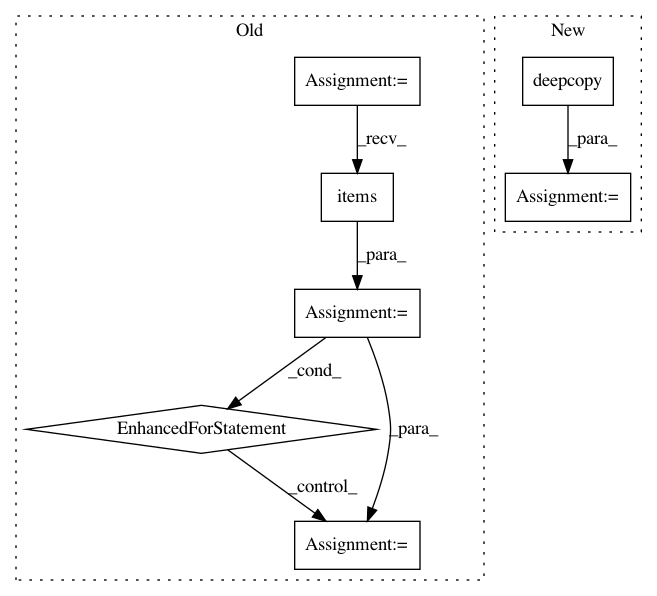 Old
New
Assignment:=
deepcopy
_recv_
_para_
items
Assignment:=
_para_
Assignment:=
_cond_
_para_
EnhancedForStatement
_control_
Assignment:=